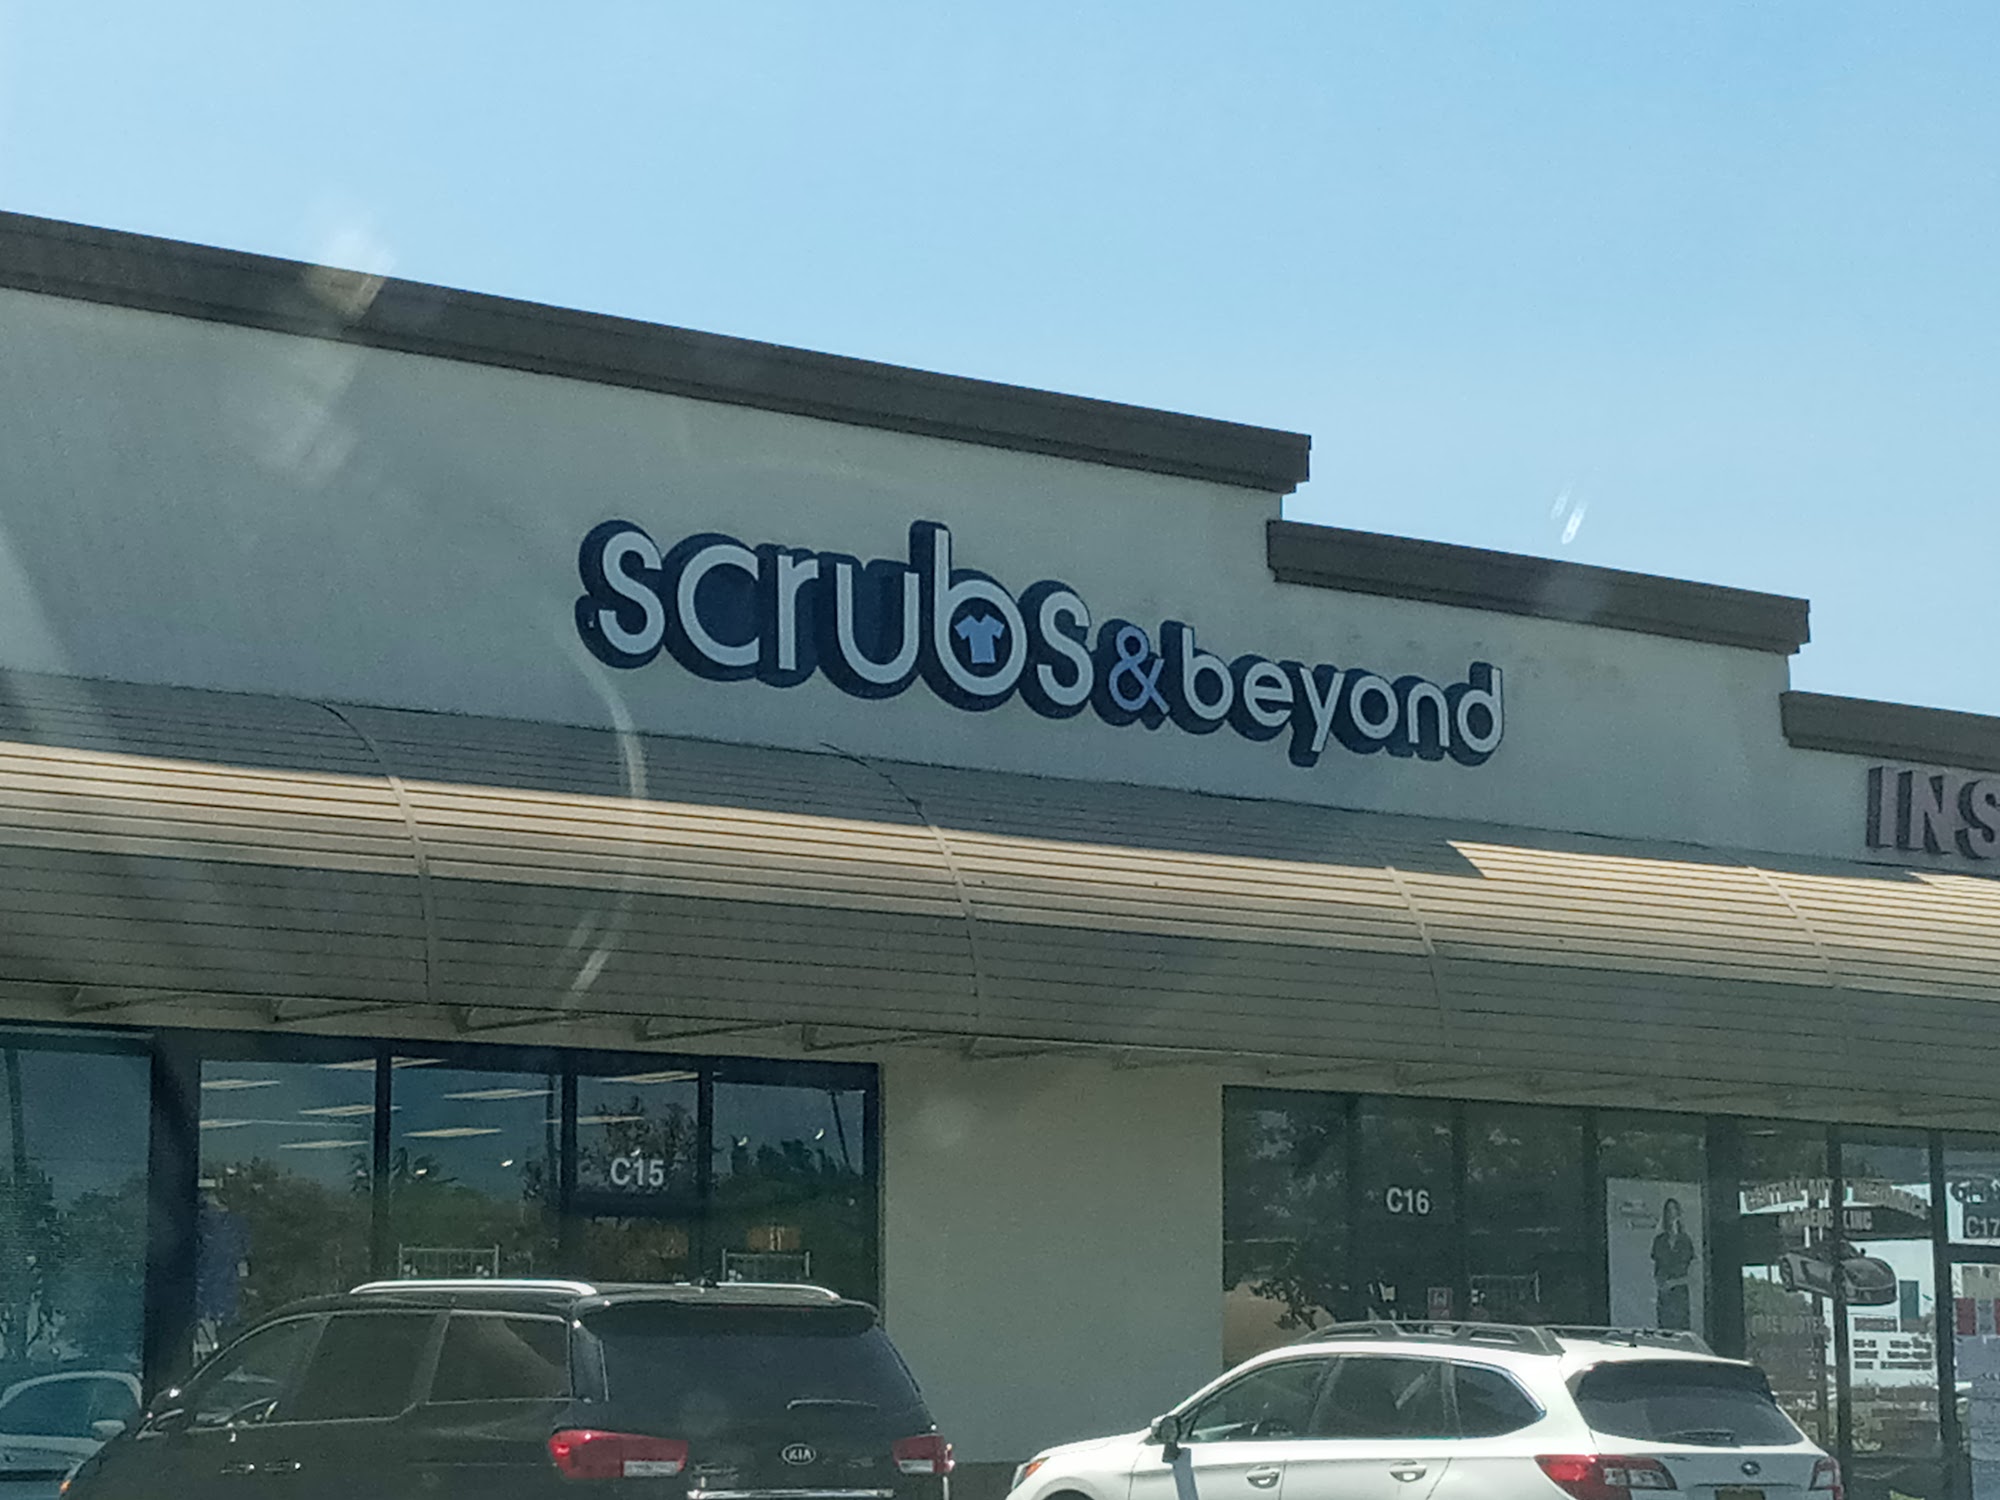 scrubs & beyond
INS
C15
C16
C17
KIA